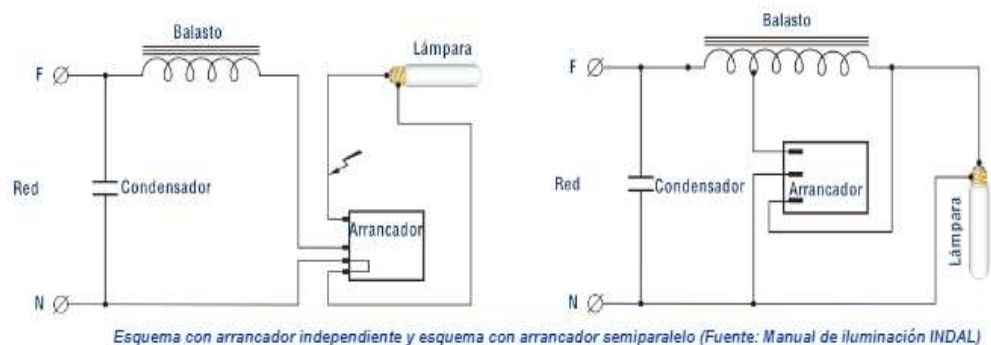 Balasto
Lámpara
F
Red
Condensador
Arrancador
N
Balasto
F
Red
Condensador
Arrancador
Lámpara
N
Esquema con arrancador independiente y esquema con arrancador semiparalelo (Fuente: Manual de iluminación INDAL)